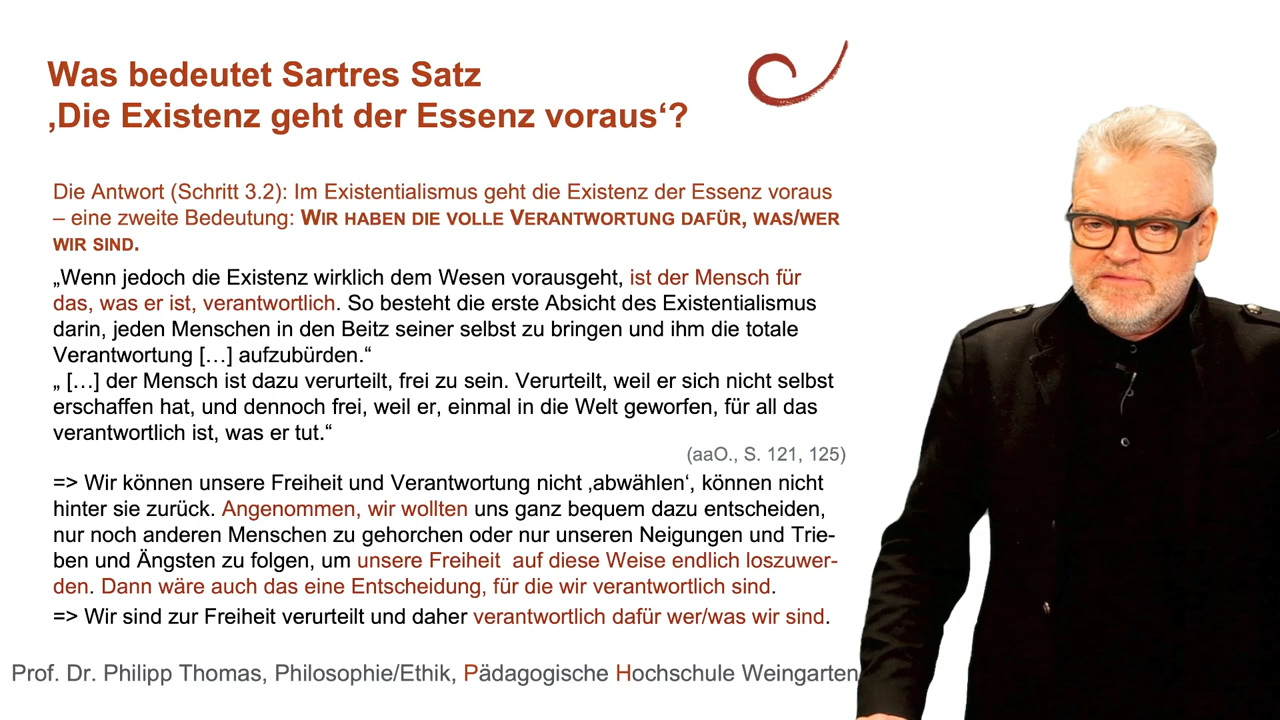 Was bedeutet Sartres Satz
‚Die Existenz geht der Essenz voraus‘?
Die Antwort (Schritt 3.2): Im Existentialismus geht die Existenz der Essenz voraus
– eine zweite Bedeutung: WIR HABEN DIE VOLLE VERANTWORTUNG DAFÜR, WAS/WER
WIR SIND.
„Wenn jedoch die Existenz wirklich dem Wesen vorausgeht, ist der Mensch für
das, was er ist, verantwortlich. So besteht die erste Absicht des Existentialismus
darin, jeden Menschen in den Beitz seiner selbst zu bringen und ihm die totale
Verantwortung […] aufzubürden.“
„ […] der Mensch ist dazu verurteilt, frei zu sein. Verurteilt, weil er sich nicht selbst
erschaffen hat, und dennoch frei, weil er, einmal in die Welt geworfen, für all das
verantwortlich ist, was er tut.“
(aaO., S. 121, 125)
=> Wir können unsere Freiheit und Verantwortung nicht ‚abwählen‘, können nicht
hinter sie zurück. Angenommen, wir wollten uns ganz bequem dazu entscheiden,
nur noch anderen Menschen zu gehorchen oder nur unseren Neigungen und Trie-
ben und Ängsten zu folgen, um unsere Freiheit  auf diese Weise endlich loszuwer-
den. Dann wäre auch das eine Entscheidung, für die wir verantwortlich sind.
=> Wir sind zur Freiheit verurteilt und daher verantwortlich dafür wer/was wir sind.
Prof. Dr. Philipp Thomas, Philosophie/Ethik, Pädagogische Hochschule Weingarten